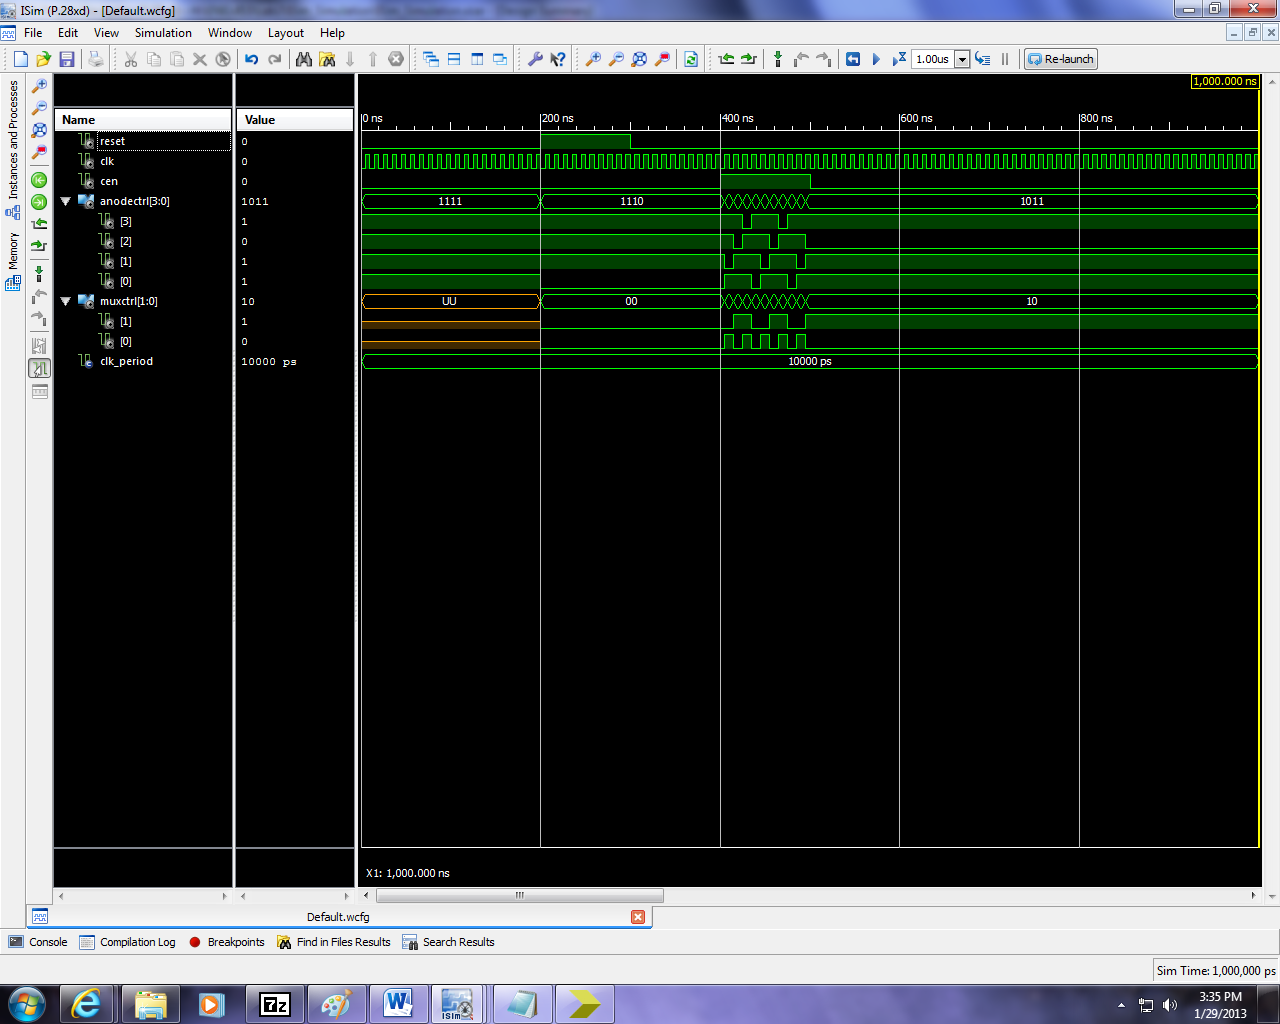 ISim (P.28xd) - [Default.wcfg]
File Edit View Simulation Window Layout Help
1.00us Re-launch
Instances and Processes
Memory
1,000.000 ns
Name Value
0 ns 200 ns 400 ns 600 ns 800 ns
reset 0
clk 0
cen 0
anodectrl[3:0] 1011 1111 1110 1011
[3] 1
[2] 0
[1] 1
[0] 1
muxctrl[1:0] 10 UU 00 10
[1] 1
[0] 0
clk_period 10000 ps 10000 ps
X1: 1,000.000 ns
Default.wcfg
Console Compilation Log Breakpoints Find in Files Results Search Results
Sim Time: 1,000,000 ps
7z
W
ISim
3:35 PM
1/29/2013